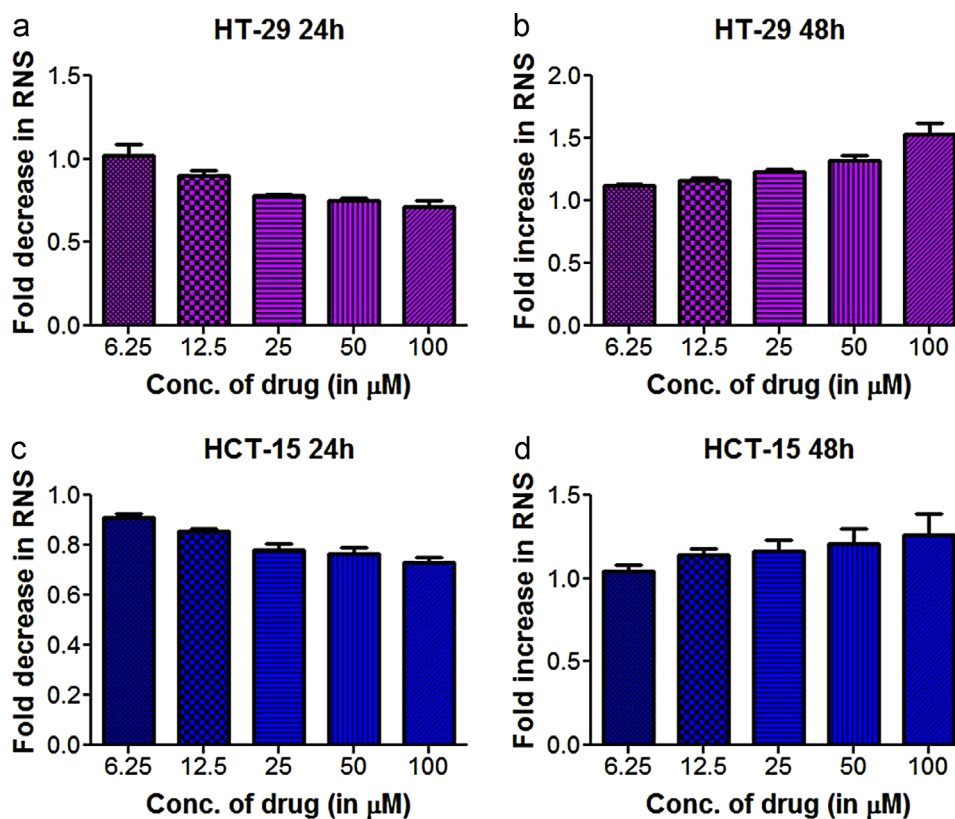 a
HT-29 24h
Fold decrease in RNS
1.5
1.0
0.5
0.0
6.25 12.5 25 50 100
Conc. of drug (in μM)
b
HT-29 48h
Fold increase in RNS
2.0
1.5
1.0
0.5
0.0
6.25 12.5 25 50 100
Conc. of drug (in μM)
c
HCT-15 24h
Fold decrease in RNS
1.0
0.8
0.6
0.4
0.2
0.0
6.25 12.5 25 50 100
Conc. of drug (in μM)
d
HCT-15 48h
Fold increase in RNS
1.5
1.0
0.5
0.0
6.25 12.5 25 50 100
Conc. of drug (in μM)